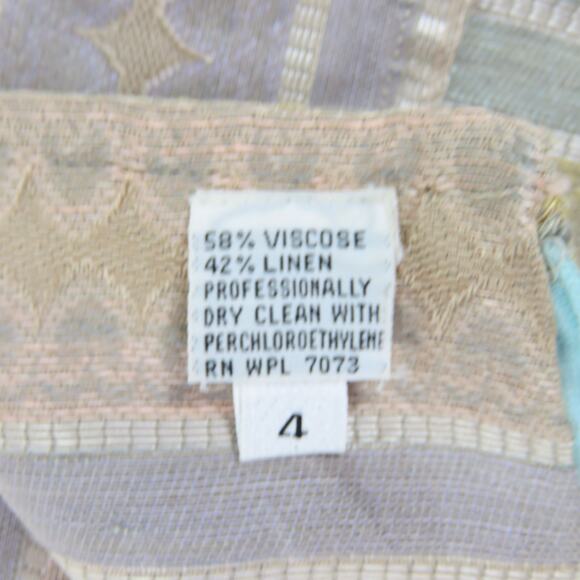 58% VISCOSE
42% LINEN
PROFESSIONALLY
DRY CLEAN WITH
PERCHLOROETHYLENE
RN WPL 7073
4